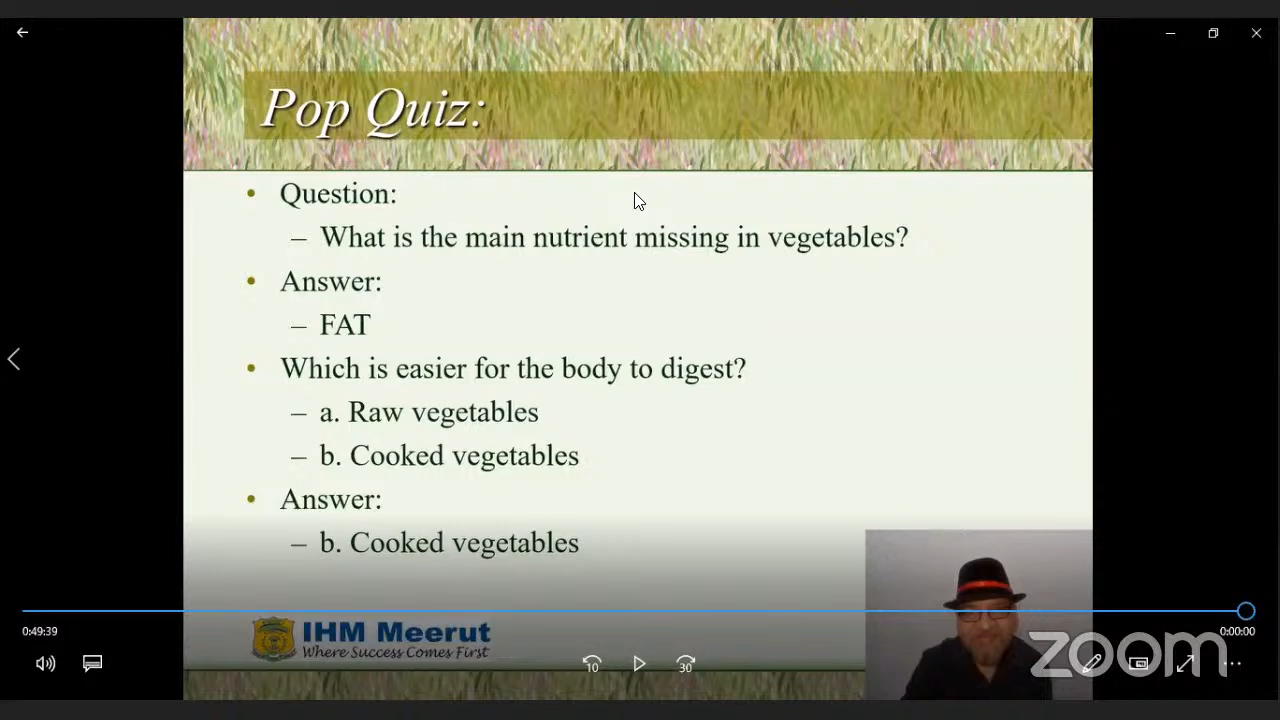 Pop Quiz:
• Question:
– What is the main nutrient missing in vegetables?
• Answer:
– FAT
• Which is easier for the body to digest?
– a. Raw vegetables
– b. Cooked vegetables
• Answer:
– b. Cooked vegetables
IHM Meerut
Where Success Comes First
0:49:39
0:00:00
10
30
zoom